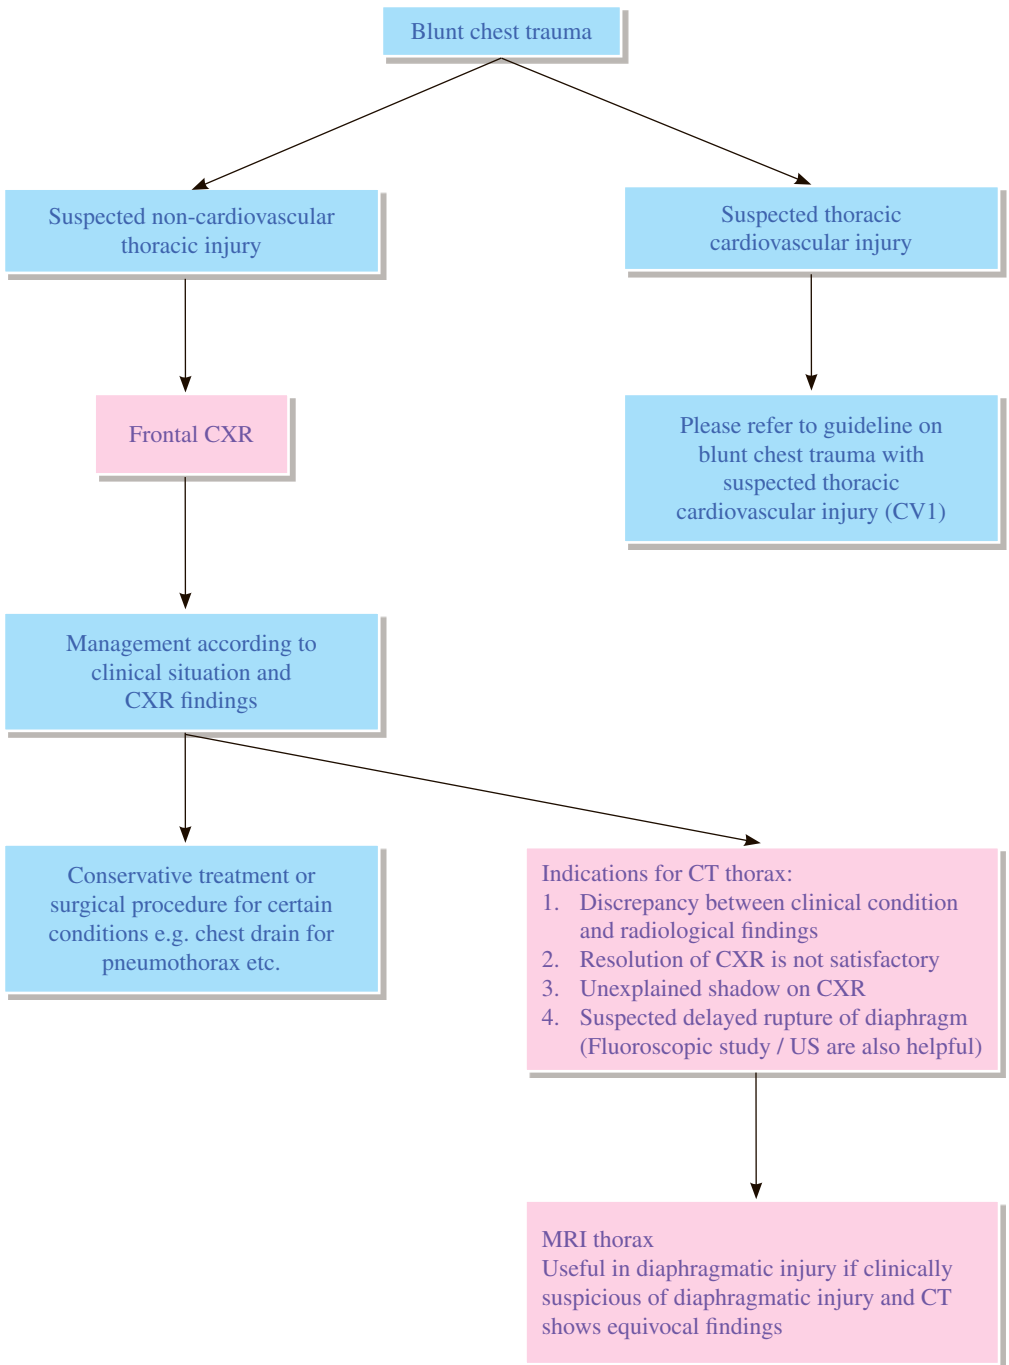 Blunt chest trauma
Suspected non-cardiovascular
thoracic injury
Suspected thoracic
cardiovascular injury
Frontal CXR
Please refer to guideline on
blunt chest trauma with
suspected thoracic
cardiovascular injury (CV1)
Management according to
clinical situation and
CXR findings
Conservative treatment or
surgical procedure for certain
conditions e.g. chest drain for
pneumothorax etc.
Indications for CT thorax:
1. Discrepancy between clinical condition
and radiological findings
2. Resolution of CXR is not satisfactory
3. Unexplained shadow on CXR
4. Suspected delayed rupture of diaphragm
(Fluoroscopic study / US are also helpful)
MRI thorax
Useful in diaphragmatic injury if clinically
suspicious of diaphragmatic injury and CT
shows equivocal findings